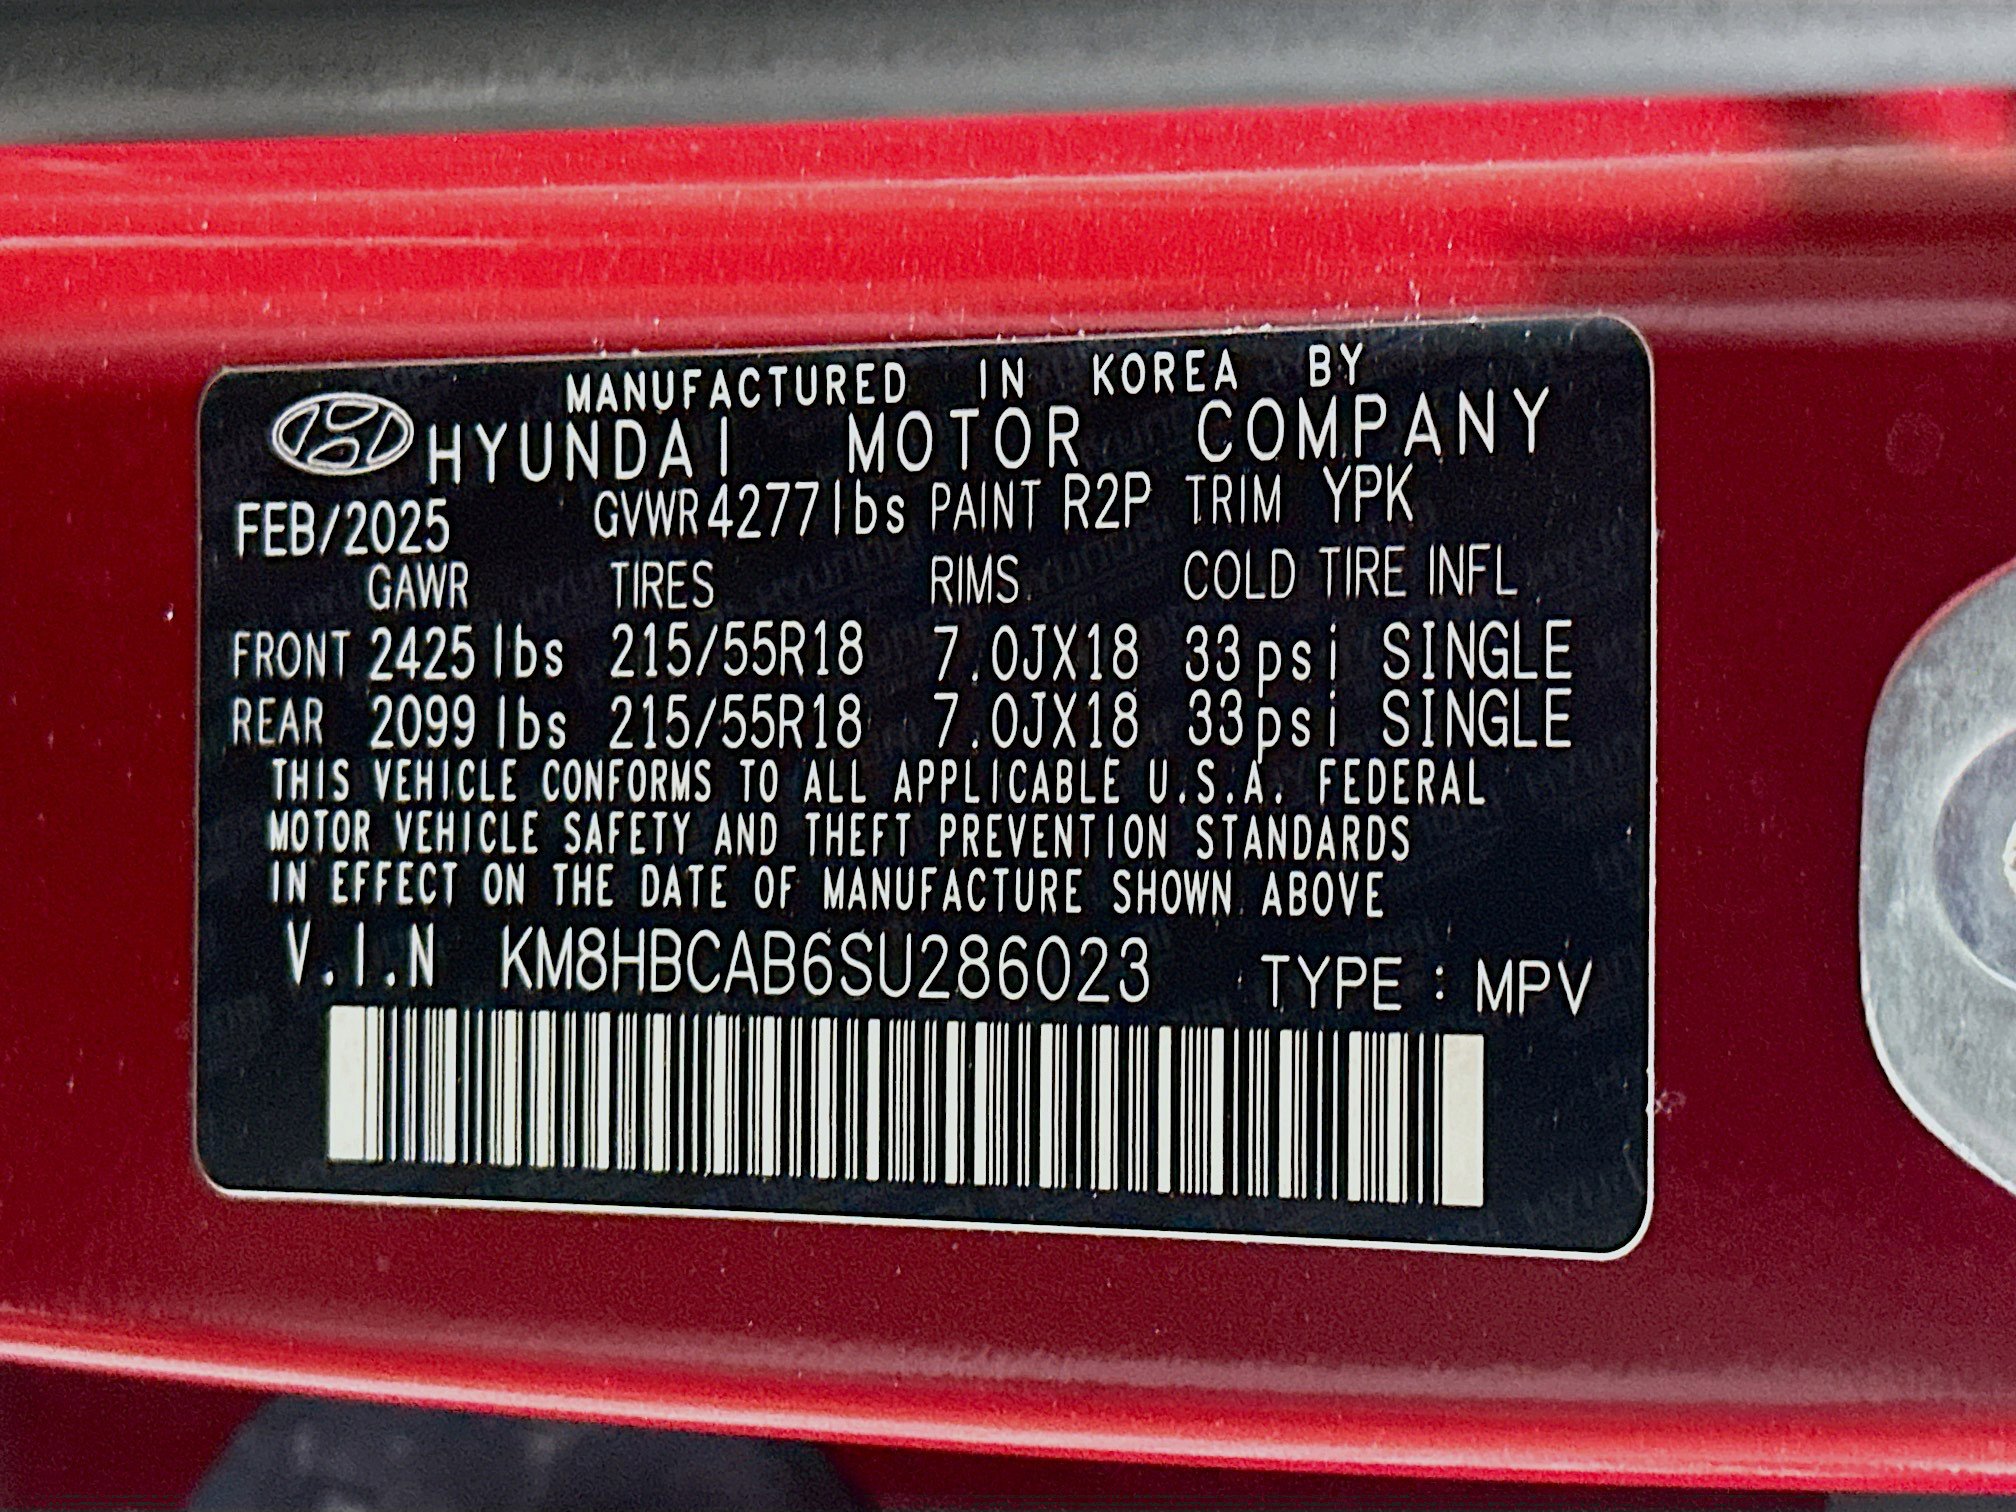 MANUFACTURED IN KOREA BY
HYUNDAI MOTOR COMPANY
FEB/2025 GVWR 4277lbs PAINT R2P TRIM YPK
GAWR TIRES RIMS COLD TIRE INFL
FRONT 2425 lbs 215/55R18 7.0JX18 33psi SINGLE
REAR 2099 lbs 215/55R18 7.0JX18 33psi SINGLE
THIS VEHICLE CONFORMS TO ALL APPLICABLE U.S.A. FEDERAL
MOTOR VEHICLE SAFETY AND THEFT PREVENTION STANDARDS
IN EFFECT ON THE DATE OF MANUFACTURE SHOWN ABOVE
V.I.N KM8HBCAB6SU286023 TYPE : MPV